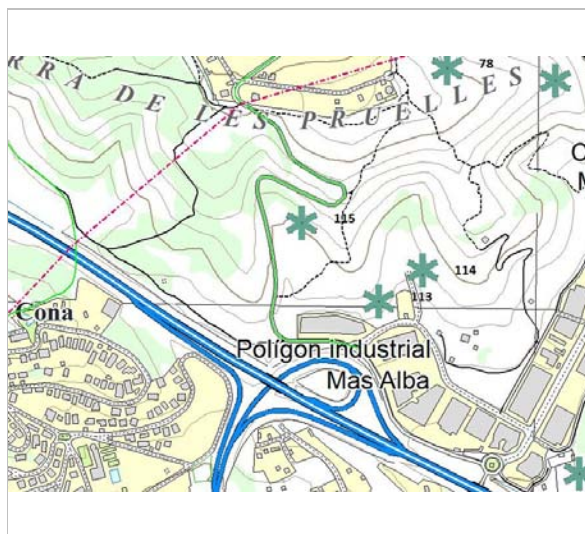 78
RRA DE LES PRUELLES
115
114
113
Cona
Polígon industrial
Mas Alba